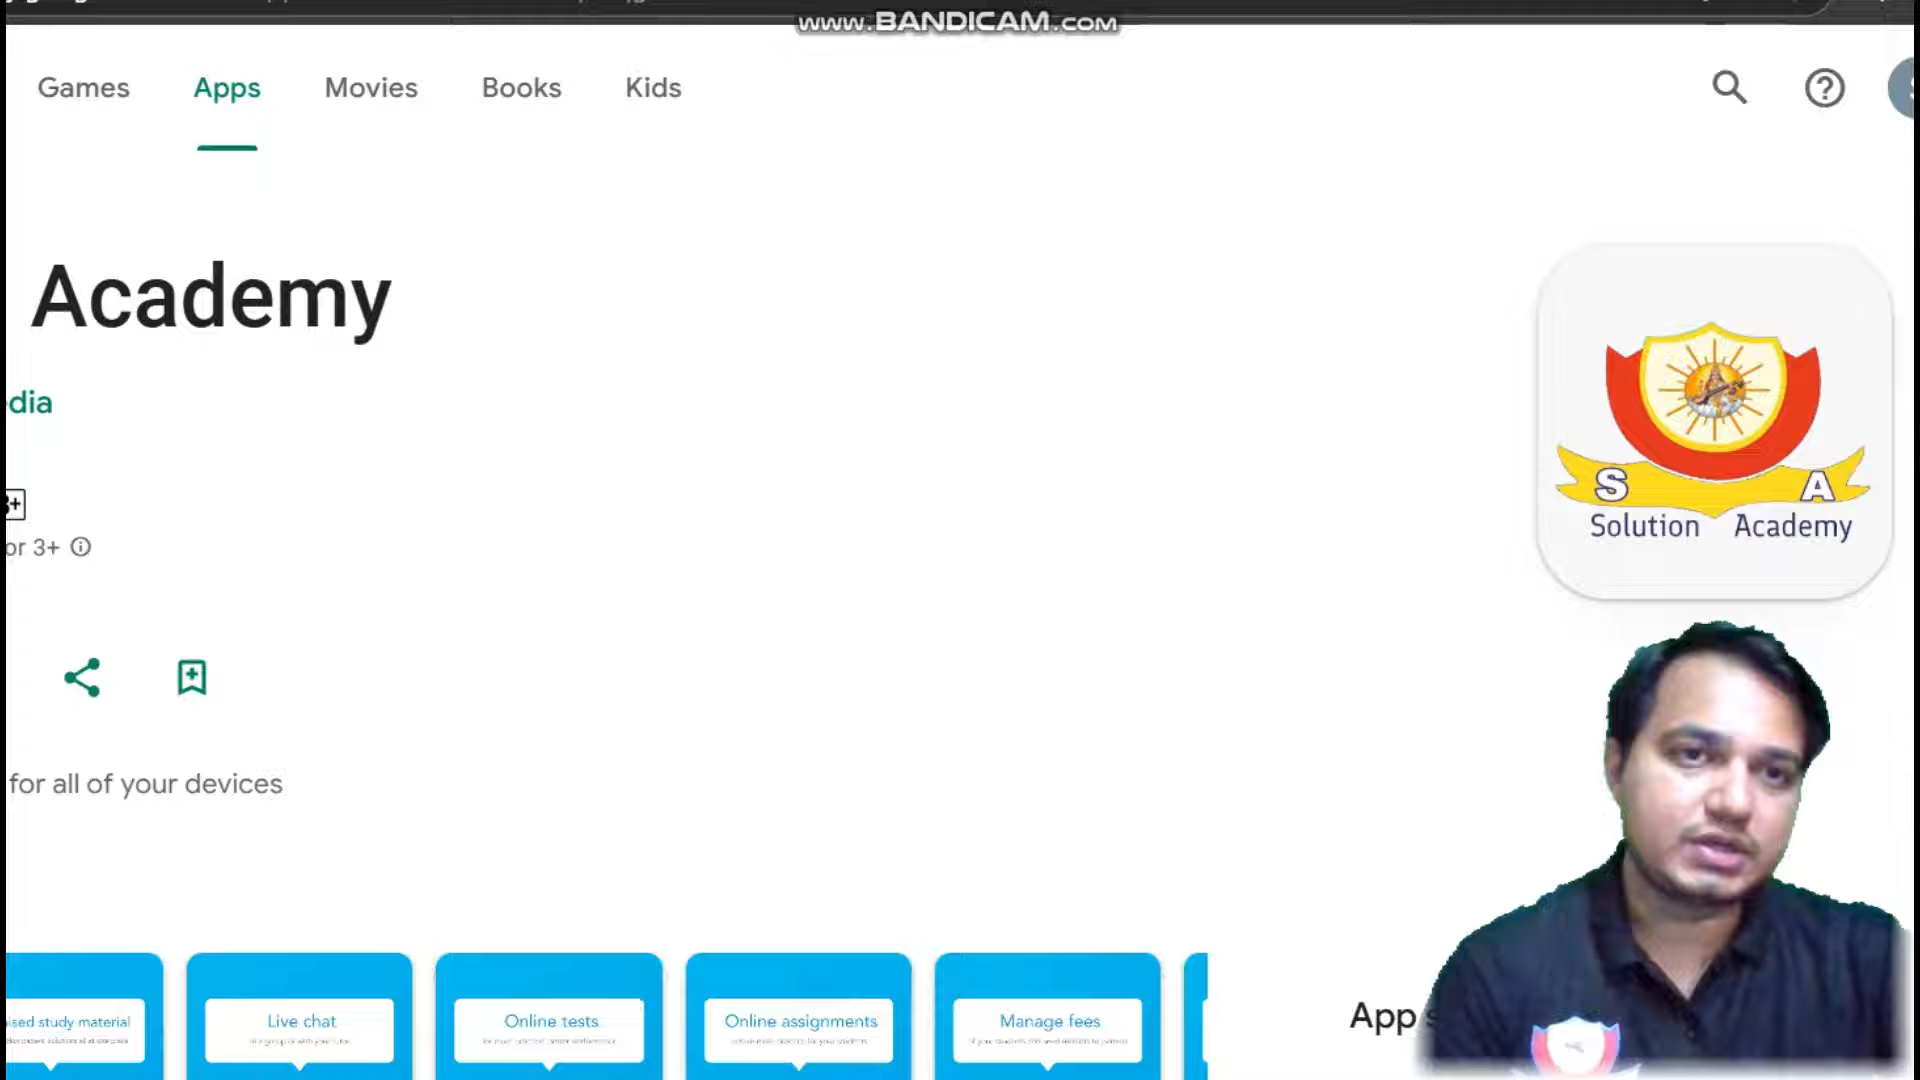 www.BANDICAM.com
Games Apps Movies Books Kids
Academy
dia
3+
or 3+
for all of your devices
S A
Solution Academy
ised study material
Live chat
Online tests
Online assignments
Manage fees
App s